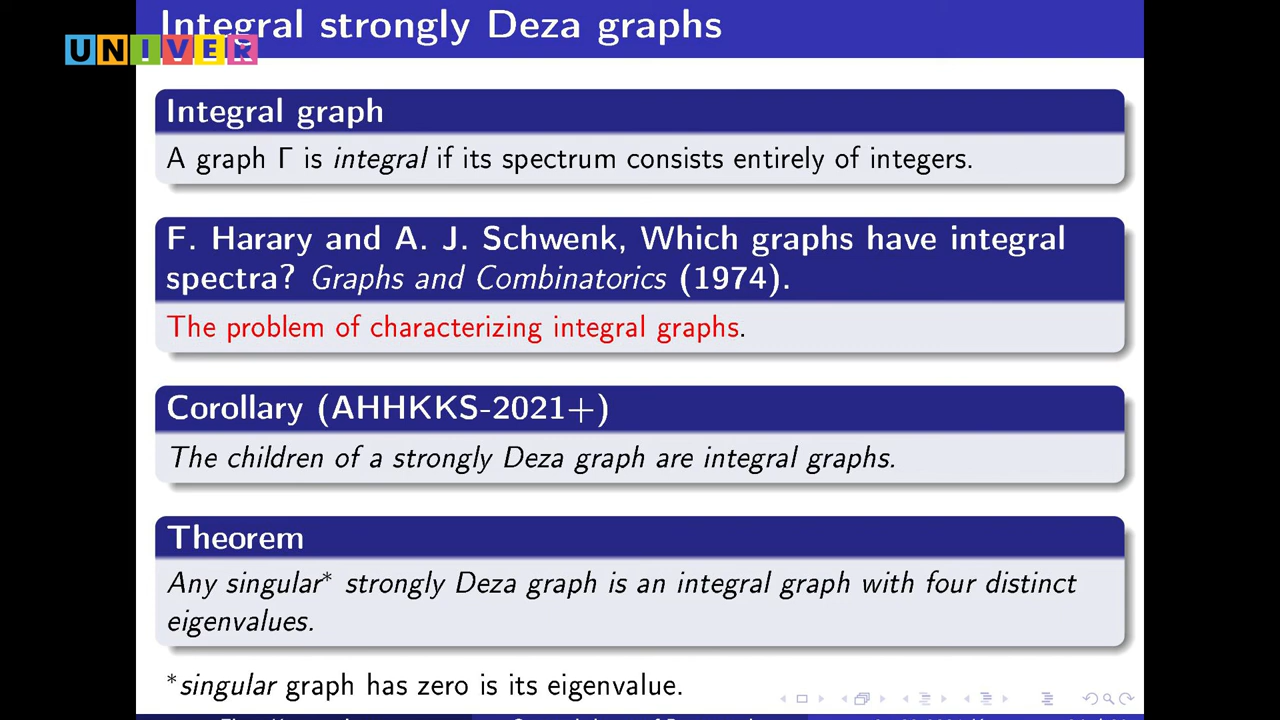 Integral strongly Deza graphs
UNIVER
Integral graph
A graph Γ is integral if its spectrum consists entirely of integers.
F. Harary and A. J. Schwenk, Which graphs have integral
spectra? Graphs and Combinatorics (1974).
The problem of characterizing integral graphs.
Corollary (AHHKKS-2021+)
The children of a strongly Deza graph are integral graphs.
Theorem
Any singular* strongly Deza graph is an integral graph with four distinct
eigenvalues.
*singular graph has zero is its eigenvalue.